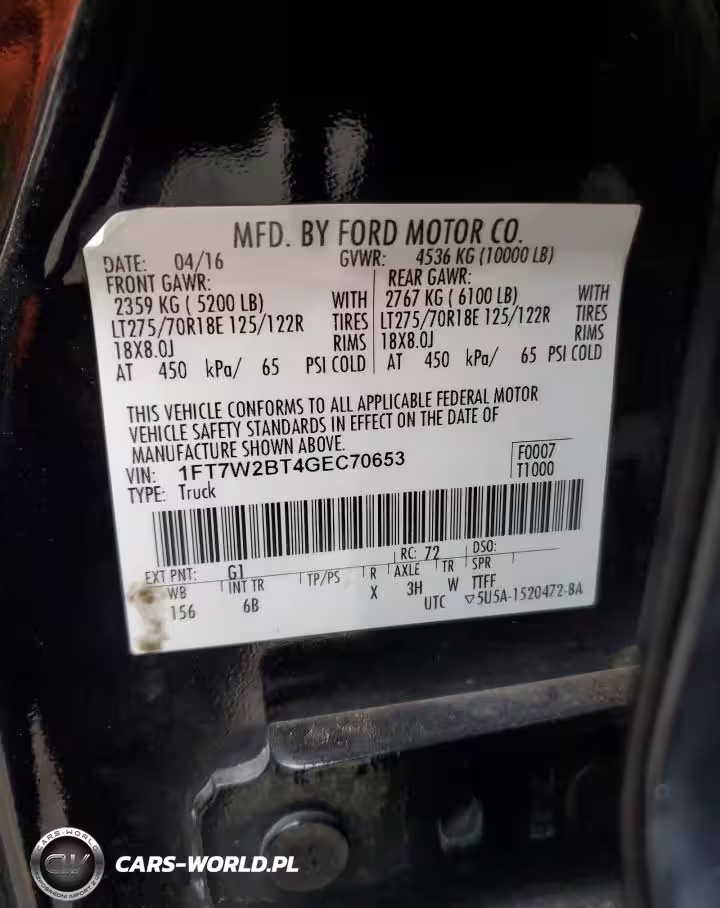 MFD. BY FORD MOTOR CO.
DATE: 04/16 GVWR: 4536 KG (10000 LB)
FRONT GAWR: REAR GAWR:
2359 KG ( 5200 LB) WITH 2767 KG ( 6100 LB) WITH
LT275/70R18E 125/122R TIRES LT275/70R18E 125/122R TIRES
18X8.0J RIMS 18X8.0J RIMS
AT 450 kPa/ 65 PSI COLD AT 450 kPa/ 65 PSI COLD
THIS VEHICLE CONFORMS TO ALL APPLICABLE FEDERAL MOTOR
VEHICLE SAFETY STANDARDS IN EFFECT ON THE DATE OF
MANUFACTURE SHOWN ABOVE.
VIN: 1FT7W2BT4GEC70653 F0007
TYPE: Truck T1000
EXT PNT: G1 RC: 72 DSO:
WB INT TR TP/PS R AXLE TR SPR
156 6B X 3H W TTFF
UTC ▽5U5A-1520472-BA
CARS-WORLD
CW
CARS-WORLD.PL